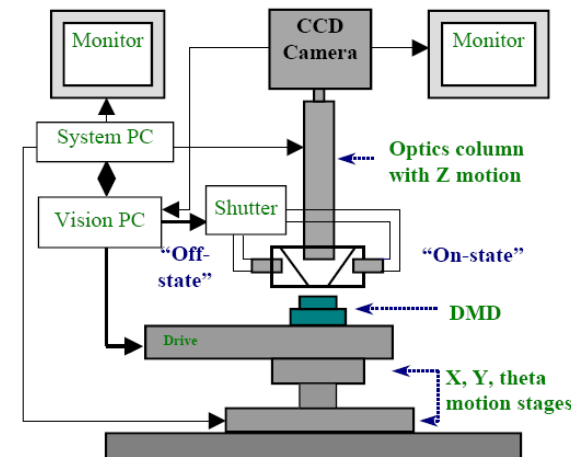 Monitor
CCD
Camera
Monitor
System PC
Optics column
with Z motion
Vision PC
Shutter
“Off-
state”
“On-state”
DMD
Drive
X, Y, theta
motion stages